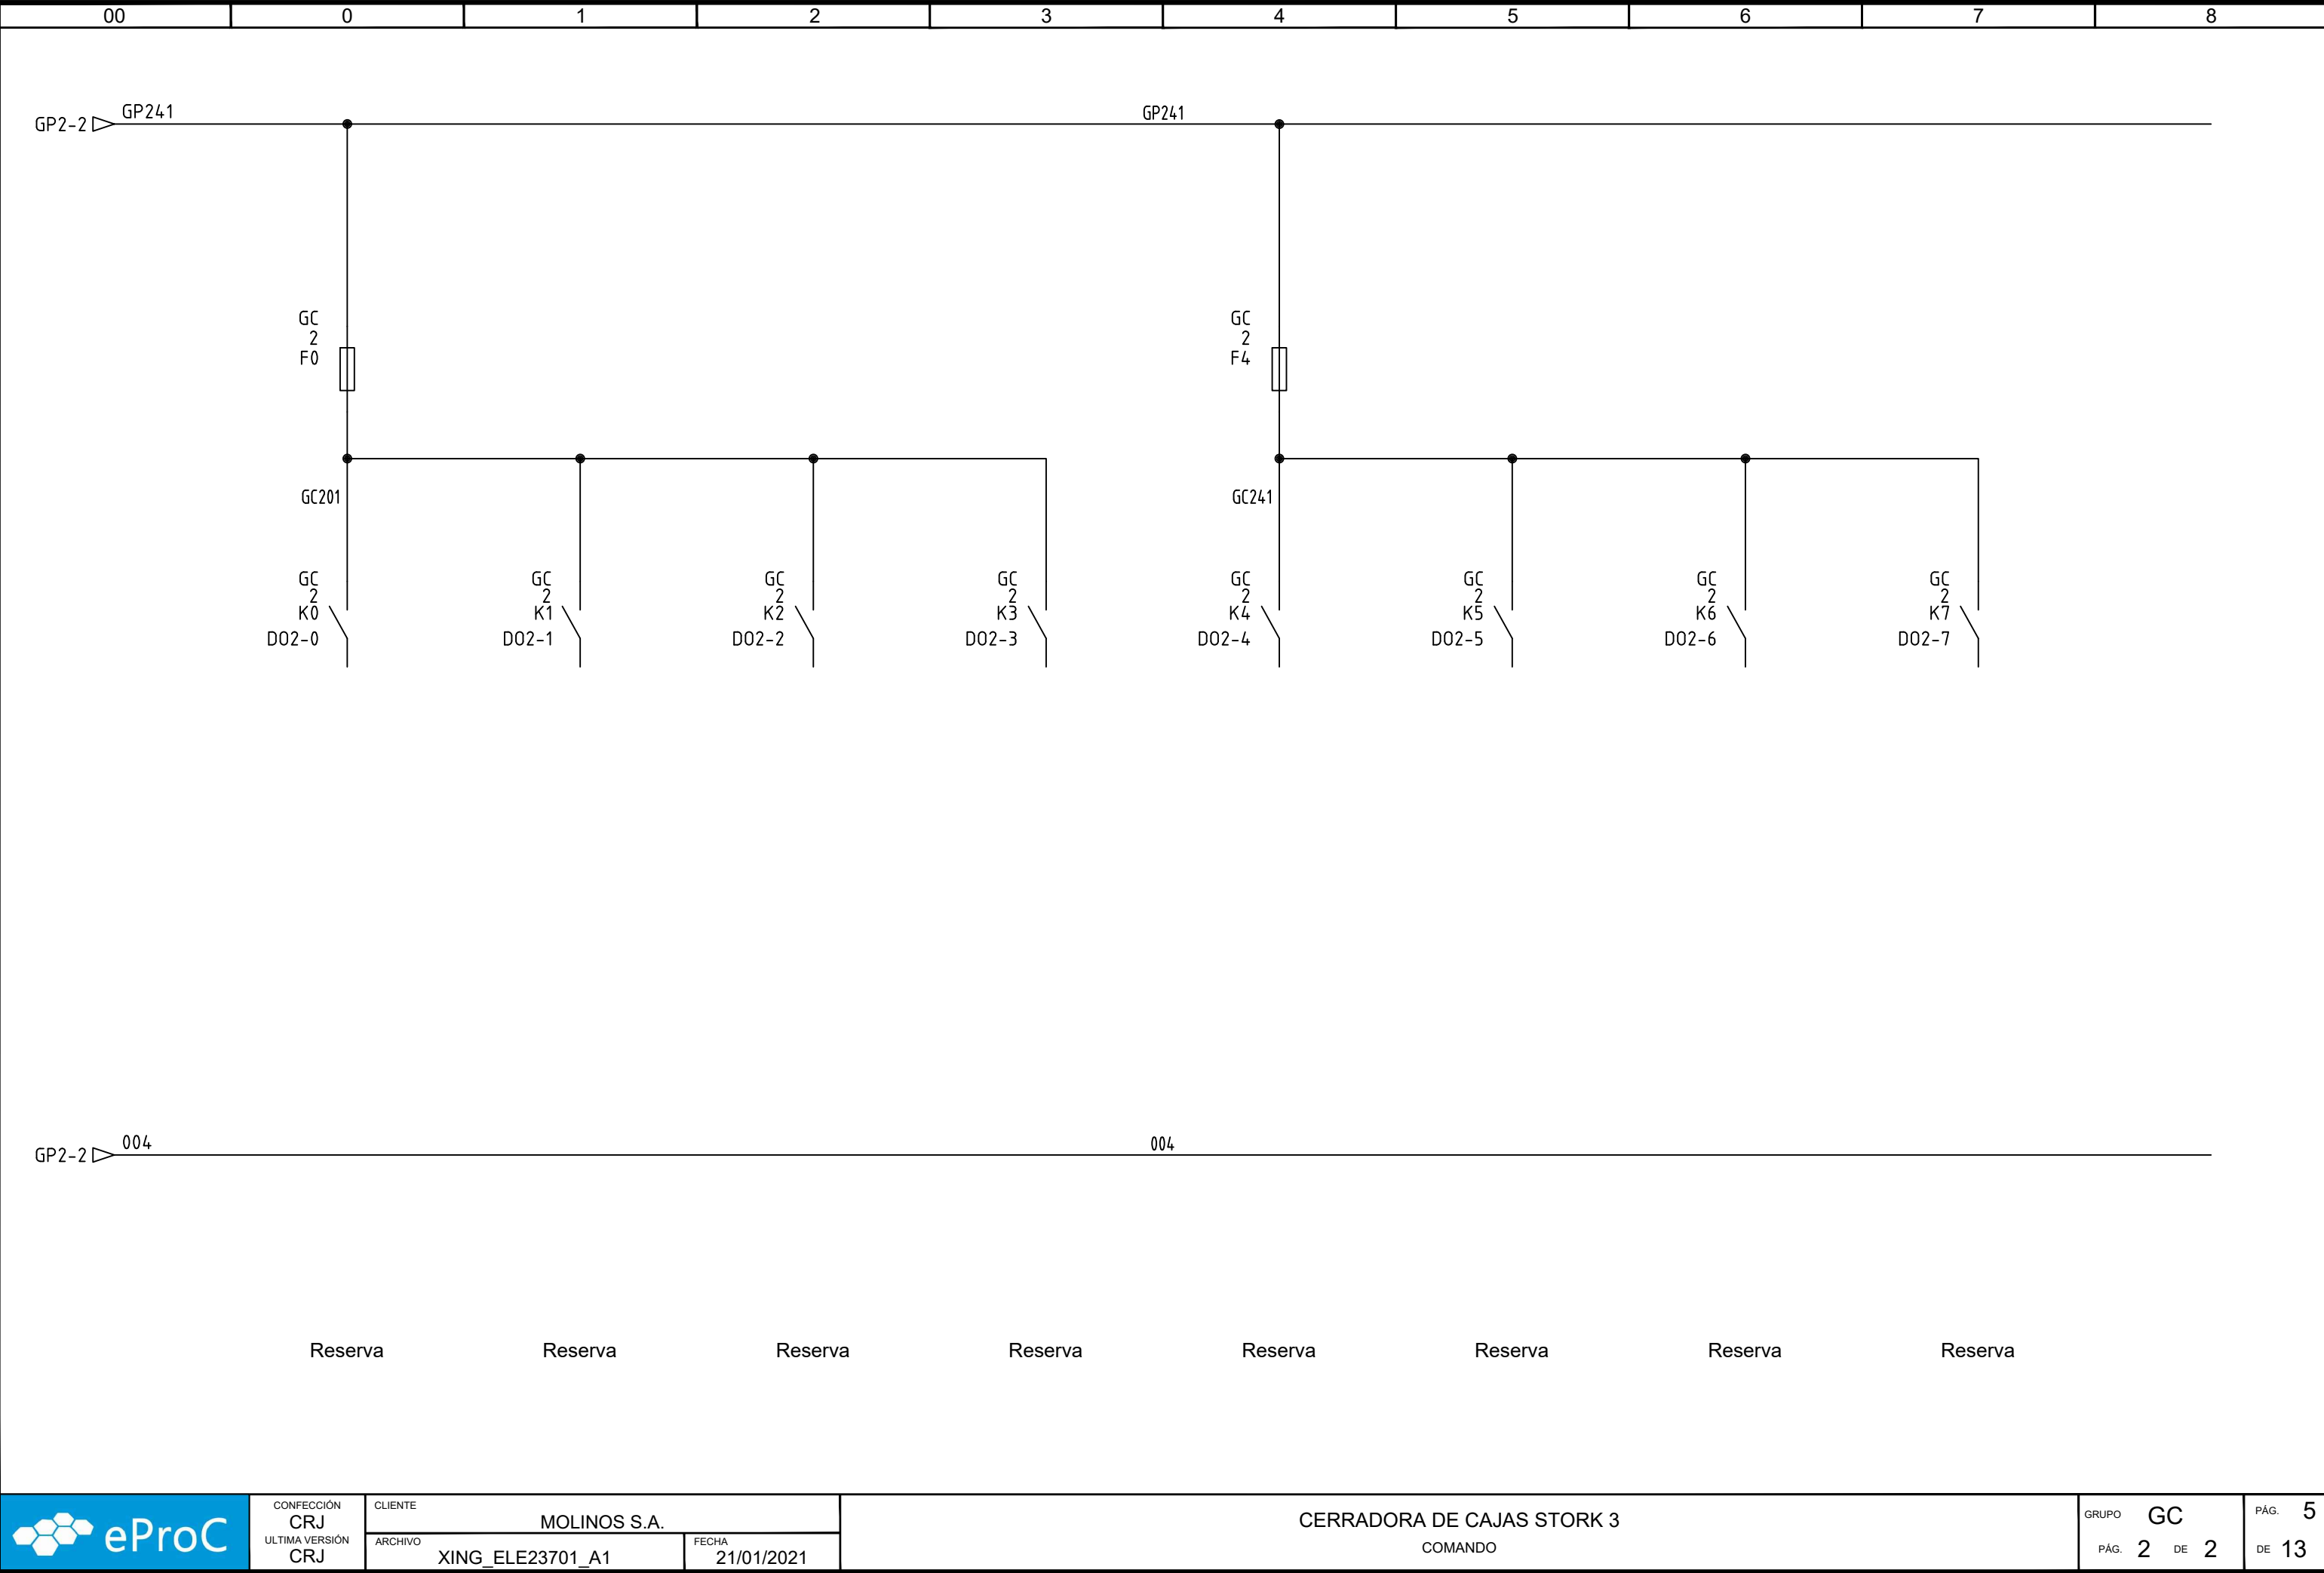 00 0 1 2 3 4 5 6 7 8
GP2-2 GP241 GP241
GC GC
2 2
F0 F4
GC201 GC241
GC GC GC GC GC GC GC GC
2 2 2 2 2 2 2 2
K0 K1 K2 K3 K4 K5 K6 K7
DO2-0 DO2-1 DO2-2 DO2-3 DO2-4 DO2-5 DO2-6 DO2-7
GP2-2 004 004
Reserva Reserva Reserva Reserva Reserva Reserva Reserva Reserva
eProC
CONFECCIÓN
CRJ
ULTIMA VERSIÓN
CRJ
CLIENTE
MOLINOS S.A.
ARCHIVO
XING_ELE23701_A1
FECHA
21/01/2021
CERRADORA DE CAJAS STORK 3
COMANDO
GRUPO GC
PÁG. 2 DE 2
PÁG. 5
DE 13